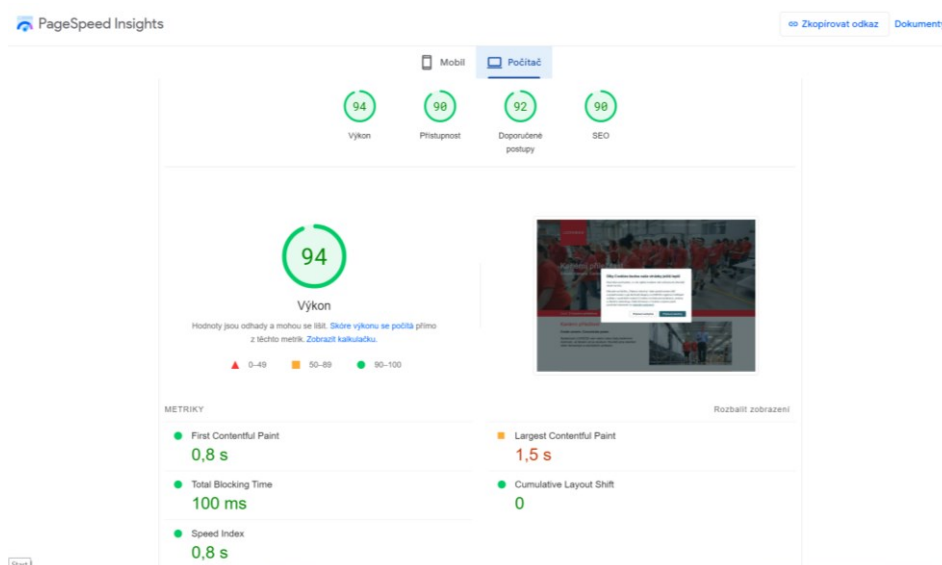 PageSpeed Insights
Zkopírovat odkaz
Dokumenty
Mobil
Počítač
94
90
92
90
Výkon
Přístupnost
Doporučené
postupy
SEO
94
Výkon
Hodnoty jsou odhady a mohou se lišit. Skóre výkonu se počítá přímo
z těchto metrik. Zobrazit kalkulačku.
0–49
50–89
90–100
METRIKY
Rozbalit zobrazení
First Contentful Paint
0,8 s
Largest Contentful Paint
1,5 s
Total Blocking Time
100 ms
Cumulative Layout Shift
0
Speed Index
0,8 s